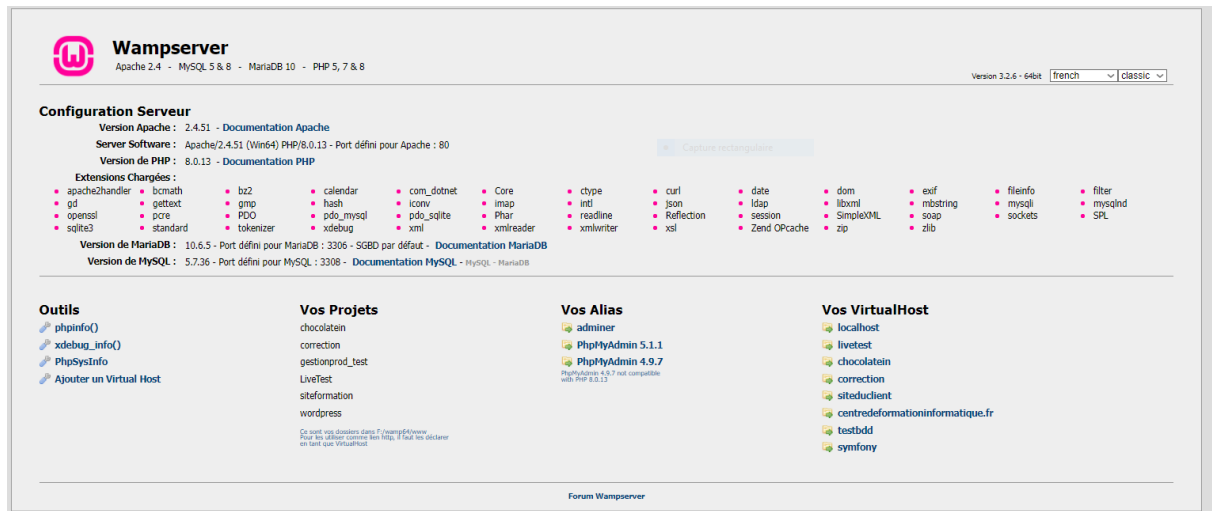 Wampserver
Apache 2.4 - MySQL 5 & 8 - MariaDB 10 - PHP 5, 7 & 8
Version 3.2.6 - 64bit french classic
Configuration Serveur
Version Apache : 2.4.51 - Documentation Apache
Server Software : Apache/2.4.51 (Win64) PHP/8.0.13 - Port défini pour Apache : 80
Capture rectangulaire
Version de PHP : 8.0.13 - Documentation PHP
Extensions Chargées :
apache2handler bcmath bz2 calendar com_dotnet Core ctype curl date dom exif fileinfo filter
gd gettext gmp hash iconv imap intl json ldap libxml mbstring mysqli mysqlnd
openssl pcre PDO pdo_mysql pdo_sqlite Phar readline Reflection session SimpleXML soap sockets SPL
sqlite3 standard tokenizer xdebug xml xmlreader xmlwriter xsl Zend OPcache zip zlib
Version de MariaDB : 10.6.5 - Port défini pour MariaDB : 3306 - SGBD par défaut - Documentation MariaDB
Version de MySQL : 5.7.36 - Port défini pour MySQL : 3308 - Documentation MySQL - MySQL - MariaDB
Outils
phpinfo()
xdebug_info()
PhpSysInfo
Ajouter un Virtual Host
Vos Projets
chocolatein
correction
gestionprod_test
LiveTest
siteformation
wordpress
Ce sont vos dossiers dans F:/wamp64/www
Pour les utiliser comme lien http, il faut les déclarer
en tant que VirtualHost
Vos Alias
adminer
PhpMyAdmin 5.1.1
PhpMyAdmin 4.9.7
PhpMyAdmin 4.9.7 not compatible
with PHP 8.0.13
Vos VirtualHost
localhost
livetest
chocolatein
correction
siteduclient
centredeformationinformatique.fr
testbdd
symfony
Forum Wampserver